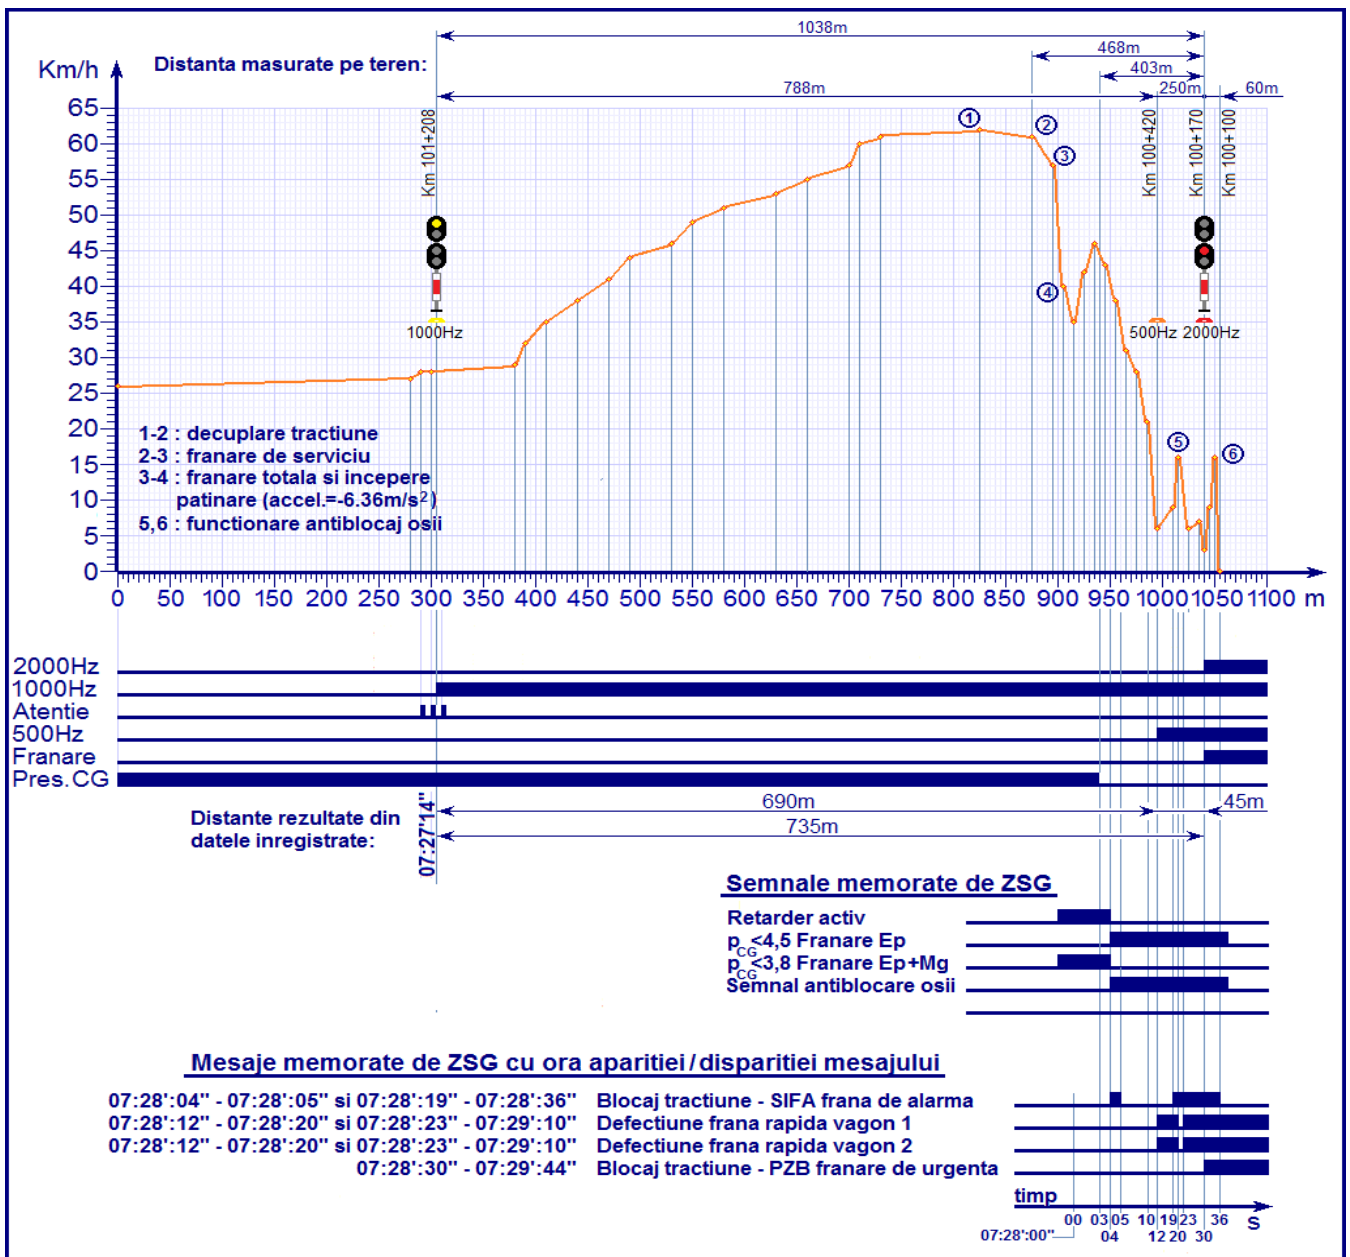 1038m
468m
Km/h
Distanta masurate pe teren:
403m
788m
250m
60m
65
60
55
50
45
40
35
30
25
20
15
10
5
0
Km 101+208
Km 100+420
Km 100+170
Km 100+100
1
2
3
4
5
6
1000Hz
500Hz
2000Hz
1-2 : decuplare tractiune
2-3 : franare de serviciu
3-4 : franare totala si incepere
patinare (accel.=-6.36m/s²)
5,6 : functionare antiblocaj osii
0 50 100 150 200 250 300 350 400 450 500 550 600 650 700 750 800 850 900 950 1000 1050 1100 m
2000Hz
1000Hz
Atentie
500Hz
Franare
Pres.CG
07:27'14"
Distante rezultate din
datele inregistrate:
690m
45m
735m
Semnale memorate de ZSG
Retarder activ
pCG<4,5 Franare Ep
pCG<3,8 Franare Ep+Mg
Semnal antiblocare osii
Mesaje memorate de ZSG cu ora aparitiei/disparitiei mesajului
07:28':04" - 07:28':05" si 07:28':19" - 07:28':36" Blocaj tractiune - SIFA frana de alarma
07:28':12" - 07:28':20" si 07:28':23" - 07:29':10" Defectiune frana rapida vagon 1
07:28':12" - 07:28':20" si 07:28':23" - 07:29':10" Defectiune frana rapida vagon 2
07:28':30" - 07:29':44" Blocaj tractiune - PZB franare de urgenta
timp
00 03 05 10 19 23 36 S
07:28':00" 04 12 20 30